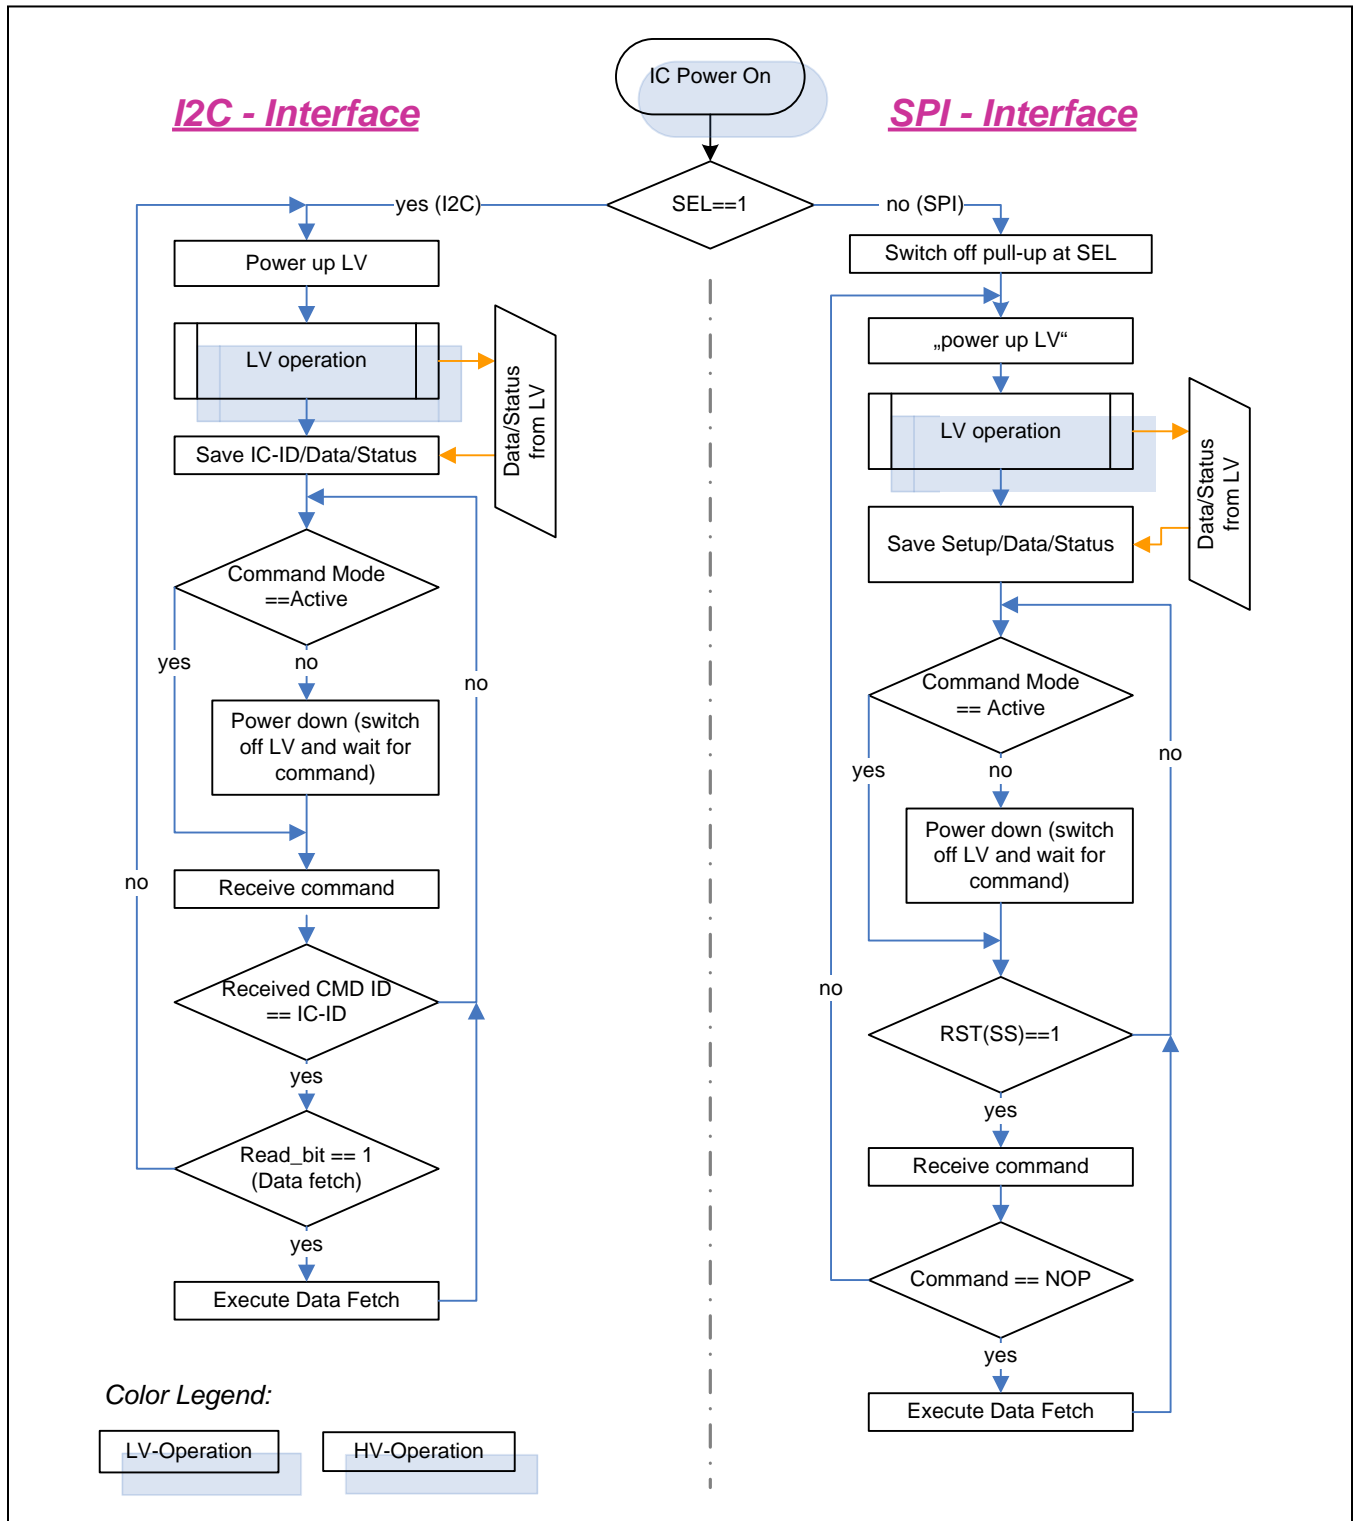 IC Power On
I2C - Interface
SPI - Interface
SEL==1
yes (I2C)
no (SPI)
Power up LV
LV operation
Data/Status
from LV
Save IC-ID/Data/Status
Command Mode
==Active
yes
no
no
Power down (switch
off LV and wait for
command)
no
Receive command
Received CMD ID
== IC-ID
yes
Read_bit == 1
(Data fetch)
yes
Execute Data Fetch
Switch off pull-up at SEL
„power up LV“
LV operation
Data/Status
from LV
Save Setup/Data/Status
Command Mode
== Active
yes
no
no
Power down (switch
off LV and wait for
command)
no
RST(SS)==1
yes
Receive command
Command == NOP
yes
Execute Data Fetch
Color Legend:
LV-Operation
HV-Operation